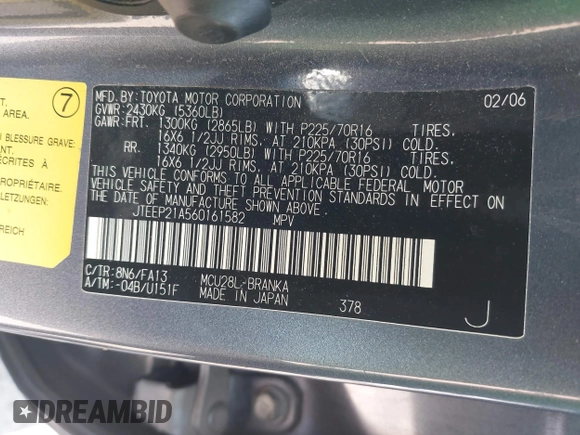 7
T.
AREA.
BLESSURE GRAVE:
NT.
ÉCRITES À
PROPRIÉTAIRE.
LETZUNGEN:
REICH
MFD. BY: TOYOTA MOTOR CORPORATION 02/06
GVWR: 2430KG (5360LB)
GAWR: FRT. 1300KG (2865LB) WITH P225/70R16 TIRES.
16X6 1/2JJ RIMS. AT 210KPA (30PSI) COLD.
RR. 1340KG (2950LB) WITH P225/70R16 TIRES.
16X6 1/2JJ RIMS. AT 210KPA (30PSI) COLD.
THIS VEHICLE CONFORMS TO ALL APPLICABLE FEDERAL MOTOR
VEHICLE SAFETY AND THEFT PREVENTION STANDARDS IN EFFECT ON
THE DATE OF MANUFACTURE SHOWN ABOVE.
JTEEP21A560161582 MPV
C/TR: 8N6/FA13 MCU28L-BRANKA
A/TM: -04B/U151F MADE IN JAPAN 378 J
DREAMBID